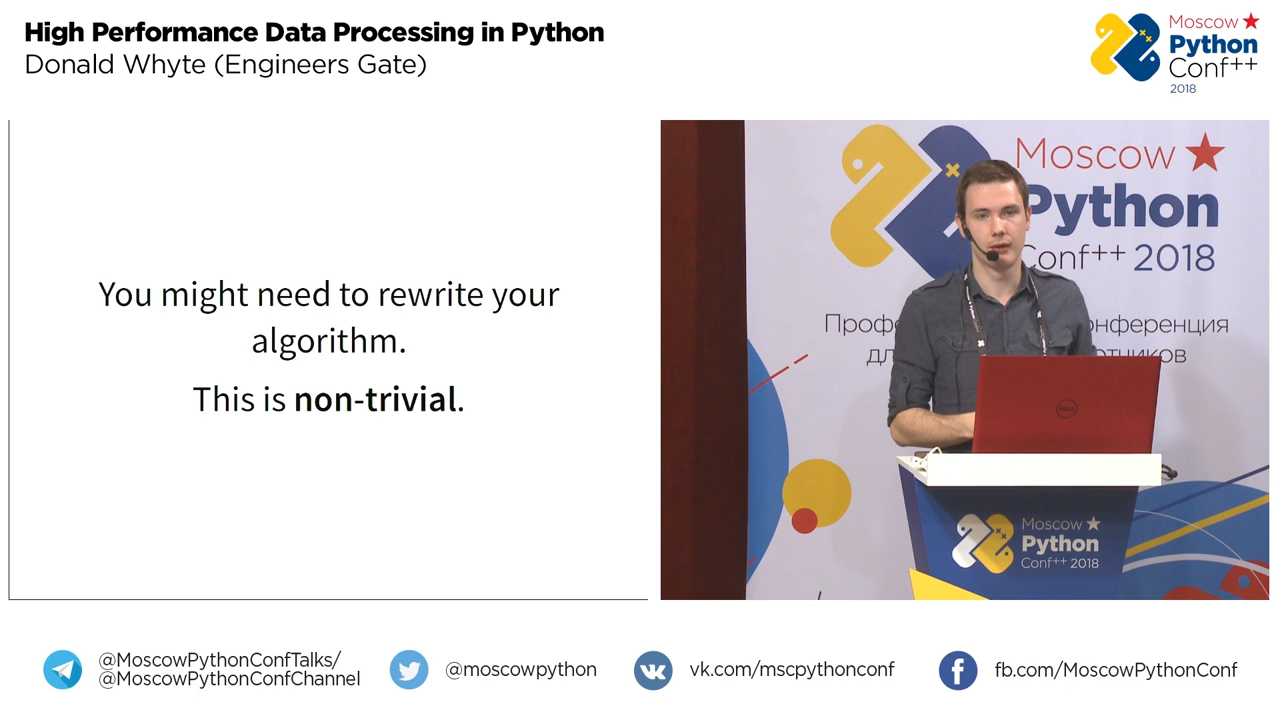 High Performance Data Processing in Python
Donald Whyte (Engineers Gate)
Moscow
Python
Conf++
2018
You might need to rewrite your
algorithm.
This is non-trivial.
Moscow
Python
Conf++ 2018
DELL
Moscow
Python
Conf++ 2018
@MoscowPythonConfTalks/
@MoscowPythonConfChannel
@moscowpython
vk.com/mscpythonconf
fb.com/MoscowPythonConf